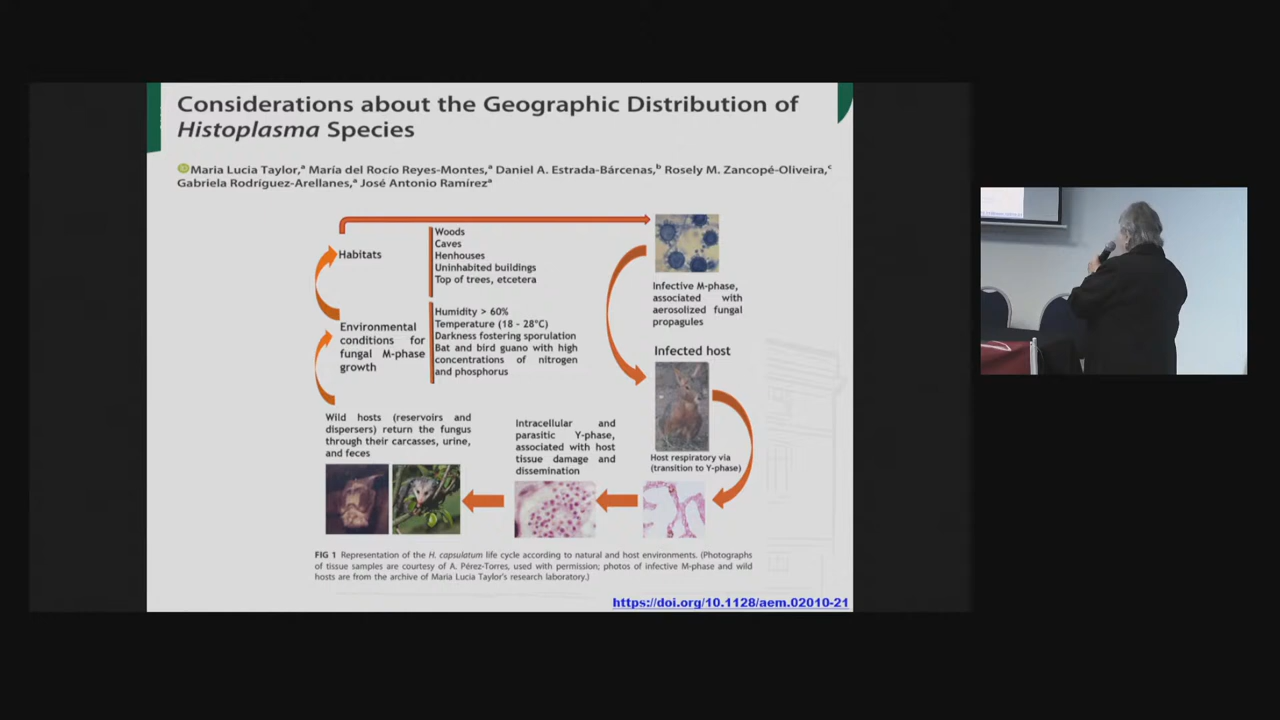 Considerations about the Geographic Distribution of
Histoplasma Species
Maria Lucia Taylor,ᵃ María del Rocío Reyes-Montes,ᵃ Daniel A. Estrada-Bárcenas,ᵇ Rosely M. Zancopé-Oliveira,ᶜ
Gabriela Rodríguez-Arellanes,ᵃ José Antonio Ramírezᵃ
Habitats
Woods
Caves
Henhouses
Uninhabited buildings
Top of trees, etcetera
Environmental
conditions for
fungal M-phase
growth
Humidity > 60%
Temperature (18 - 28°C)
Darkness fostering sporulation
Bat and bird guano with high
concentrations of nitrogen
and phosphorus
Infective M-phase,
associated with
aerosolized fungal
propagules
Infected host
Host respiratory via
(transition to Y-phase)
Intracellular and
parasitic Y-phase,
associated with host
tissue damage and
dissemination
Wild hosts (reservoirs and
dispersers) return the fungus
through their carcasses, urine,
and feces
FIG 1 Representation of the H. capsulatum life cycle according to natural and host environments. (Photographs
of tissue samples are courtesy of A. Pérez-Torres, used with permission; photos of infective M-phase and wild
hosts are from the archive of Maria Lucia Taylor's research laboratory.)
https://doi.org/10.1128/aem.02010-21